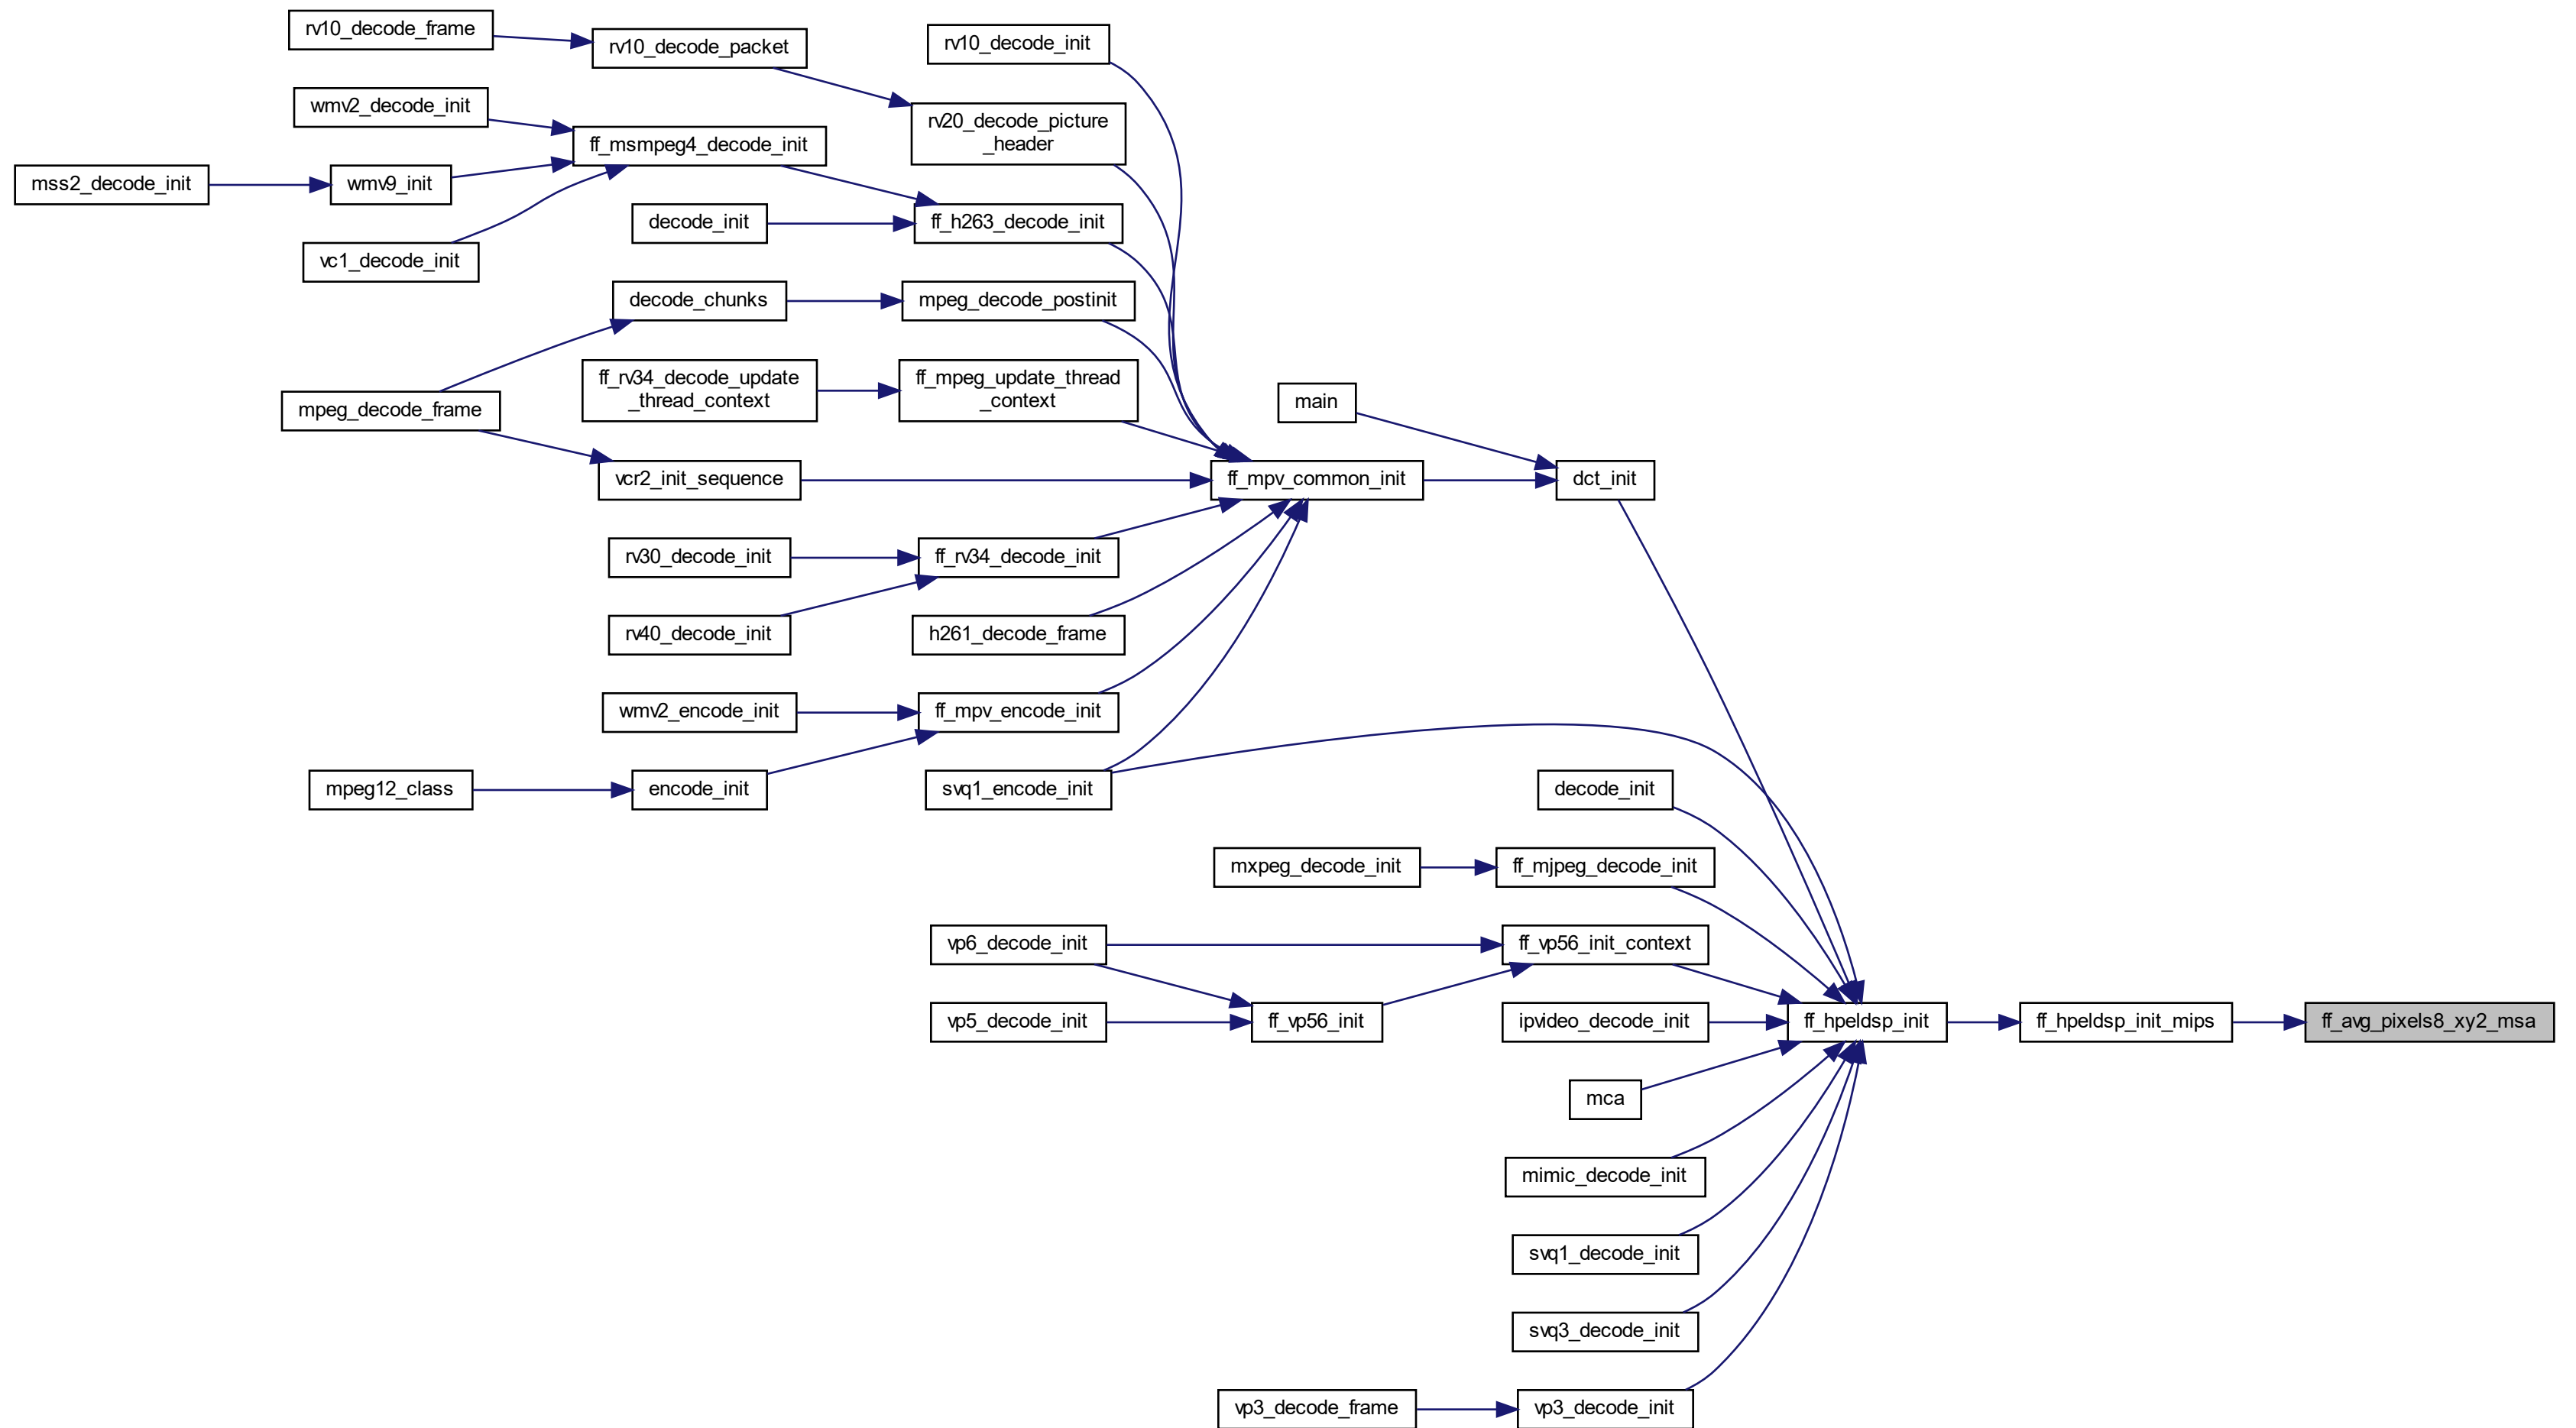 rv10_decode_frame
rv10_decode_packet
rv10_decode_init
wmv2_decode_init
rv20_decode_picture
_header
ff_msmpeg4_decode_init
mss2_decode_init
wmv9_init
decode_init
ff_h263_decode_init
vc1_decode_init
decode_chunks
mpeg_decode_postinit
ff_rv34_decode_update
_thread_context
ff_mpeg_update_thread
_context
main
mpeg_decode_frame
vcr2_init_sequence
ff_mpv_common_init
dct_init
rv30_decode_init
ff_rv34_decode_init
rv40_decode_init
h261_decode_frame
wmv2_encode_init
ff_mpv_encode_init
mpeg12_class
encode_init
svq1_encode_init
decode_init
mxpeg_decode_init
ff_mjpeg_decode_init
vp6_decode_init
ff_vp56_init_context
vp5_decode_init
ff_vp56_init
ipvideo_decode_init
ff_hpeldsp_init
ff_hpeldsp_init_mips
ff_avg_pixels8_xy2_msa
mca
mimic_decode_init
svq1_decode_init
svq3_decode_init
vp3_decode_frame
vp3_decode_init